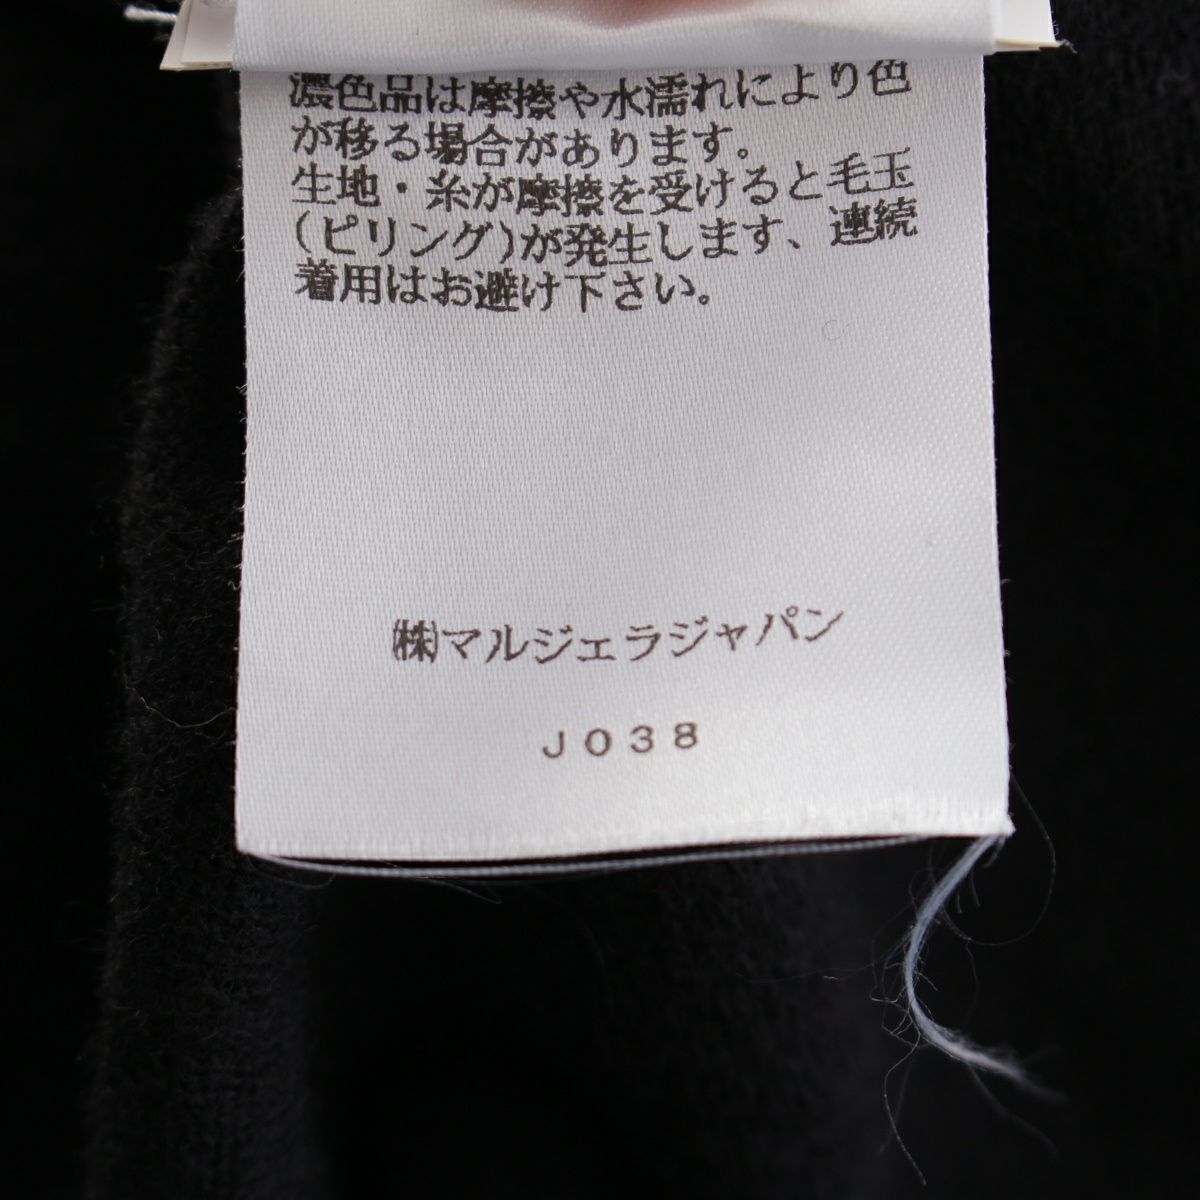 濃色品は摩擦や水濡れにより色
が移る場合があります。
生地・糸が摩擦を受けると毛玉
(ピリング)が発生します、連続
着用はお避け下さい。
㈱マルジェラジャパン
J038